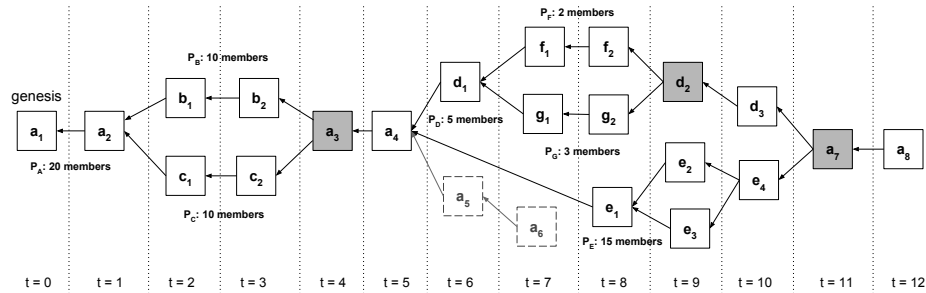 P_F: 2 members
P_B: 10 members
f_1
f_2
d_1
d_2
b_1
b_2
genesis
d_3
g_1
g_2
P_D: 5 members
a_1
a_2
a_3
a_4
P_G: 3 members
a_7
a_8
P_A: 20 members
e_2
c_1
c_2
e_4
a_5
e_1
P_C: 10 members
a_6
e_3
P_E: 15 members
t = 0 t = 1 t = 2 t = 3 t = 4 t = 5 t = 6 t = 7 t = 8 t = 9 t = 10 t = 11 t = 12